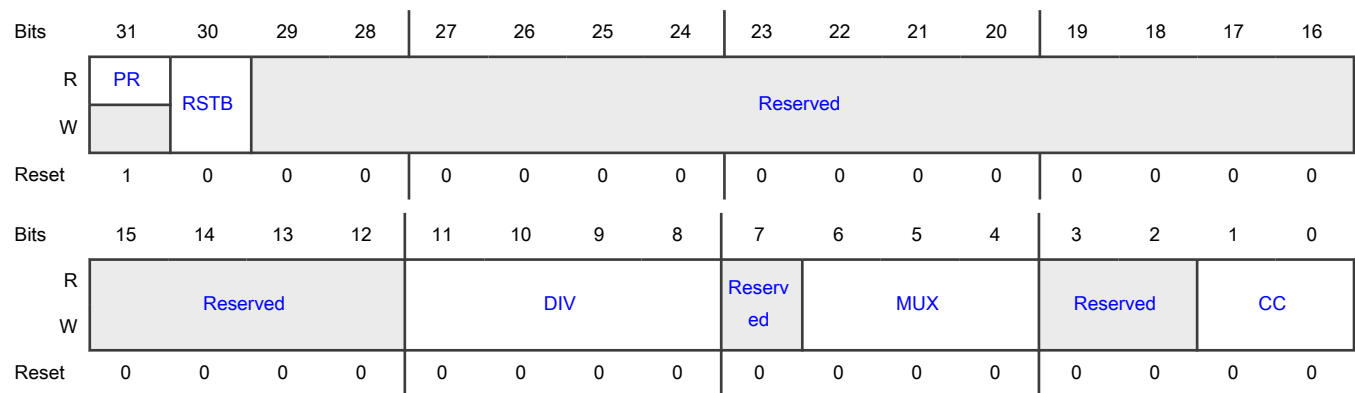 Bits 31 30 29 28 27 26 25 24 23 22 21 20 19 18 17 16
R PR
RSTB Reserved
W
Reset 1 0 0 0 0 0 0 0 0 0 0 0 0 0 0 0
Bits 15 14 13 12 11 10 9 8 7 6 5 4 3 2 1 0
R
Reserved DIV Reserv
ed MUX Reserved CC
W
Reset 0 0 0 0 0 0 0 0 0 0 0 0 0 0 0 0